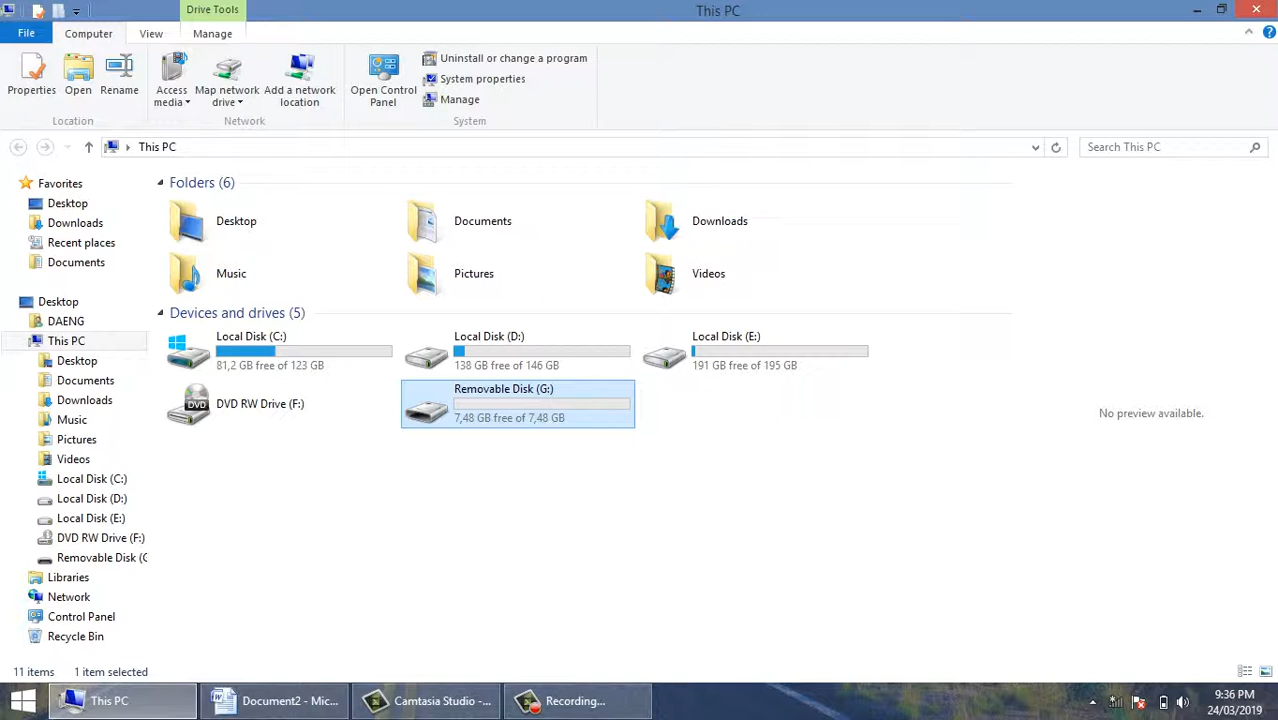 Drive Tools
This PC
File
Computer
View
Manage
Properties
Open
Rename
Access media
Map network drive
Add a network location
Open Control Panel
Uninstall or change a program
System properties
Manage
Location
Network
System
This PC
Search This PC
Favorites
Desktop
Downloads
Recent places
Documents
Desktop
DAENG
This PC
Desktop
Documents
Downloads
Music
Pictures
Videos
Local Disk (C:)
Local Disk (D:)
Local Disk (E:)
DVD RW Drive (F:)
Removable Disk (G
Libraries
Network
Control Panel
Recycle Bin
Folders (6)
Desktop
Documents
Downloads
Music
Pictures
Videos
Devices and drives (5)
Local Disk (C:)
81,2 GB free of 123 GB
Local Disk (D:)
138 GB free of 146 GB
Local Disk (E:)
191 GB free of 195 GB
DVD
DVD RW Drive (F:)
Removable Disk (G:)
7,48 GB free of 7,48 GB
No preview available.
11 items
1 item selected
This PC
Document2 - Mic...
Camtasia Studio -...
Recording...
9:36 PM
24/03/2019